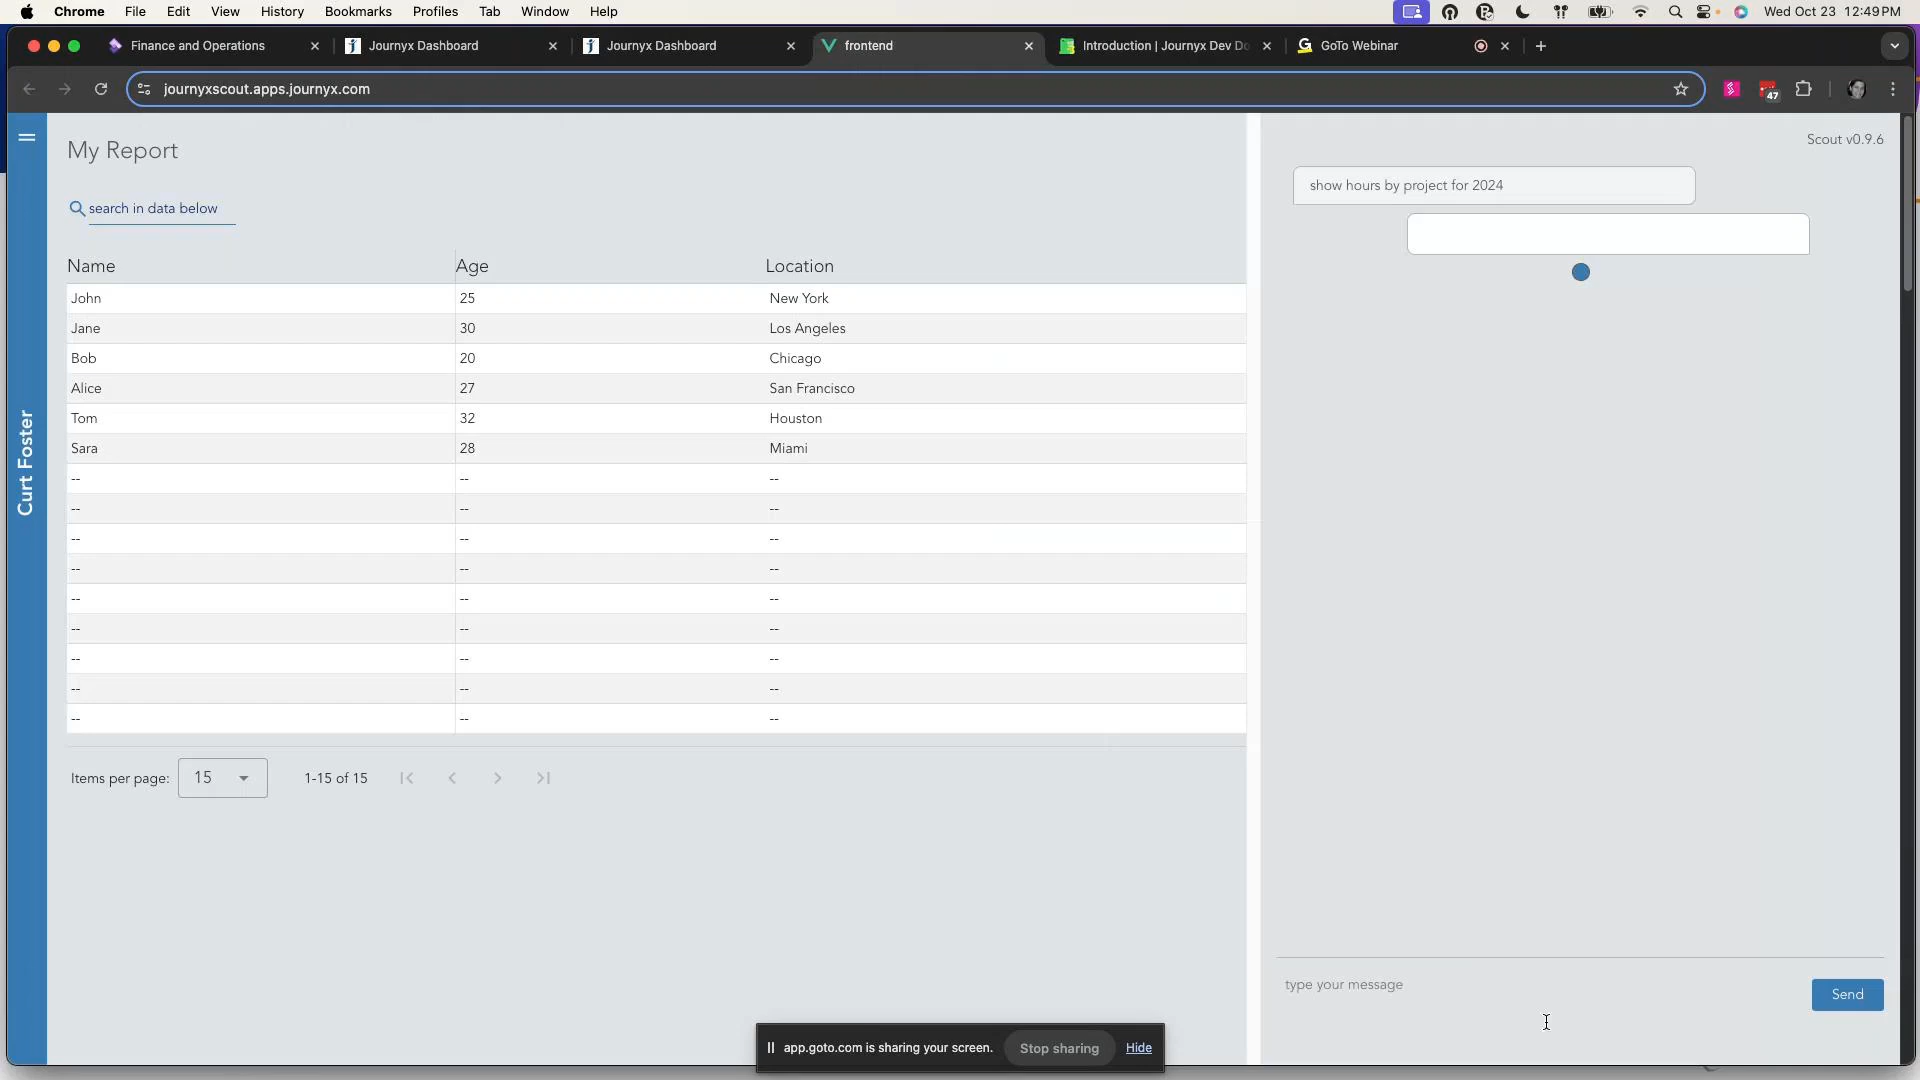 Chrome File Edit View History Bookmarks Profiles Tab Window Help Wed Oct 23 12:49 PM
Finance and Operations Journyx Dashboard Journyx Dashboard frontend Introduction | Journyx Dev Do GoTo Webinar
journyxscout.apps.journyx.com 47
Curt Foster
My Report
search in data below
Name Age Location
John 25 New York
Jane 30 Los Angeles
Bob 20 Chicago
Alice 27 San Francisco
Tom 32 Houston
Sara 28 Miami
-- -- --
-- -- --
-- -- --
-- -- --
-- -- --
-- -- --
-- -- --
-- -- --
-- -- --
Items per page: 15 1-15 of 15
Scout v0.9.6
show hours by project for 2024
type your message
Send
app.goto.com is sharing your screen. Stop sharing Hide